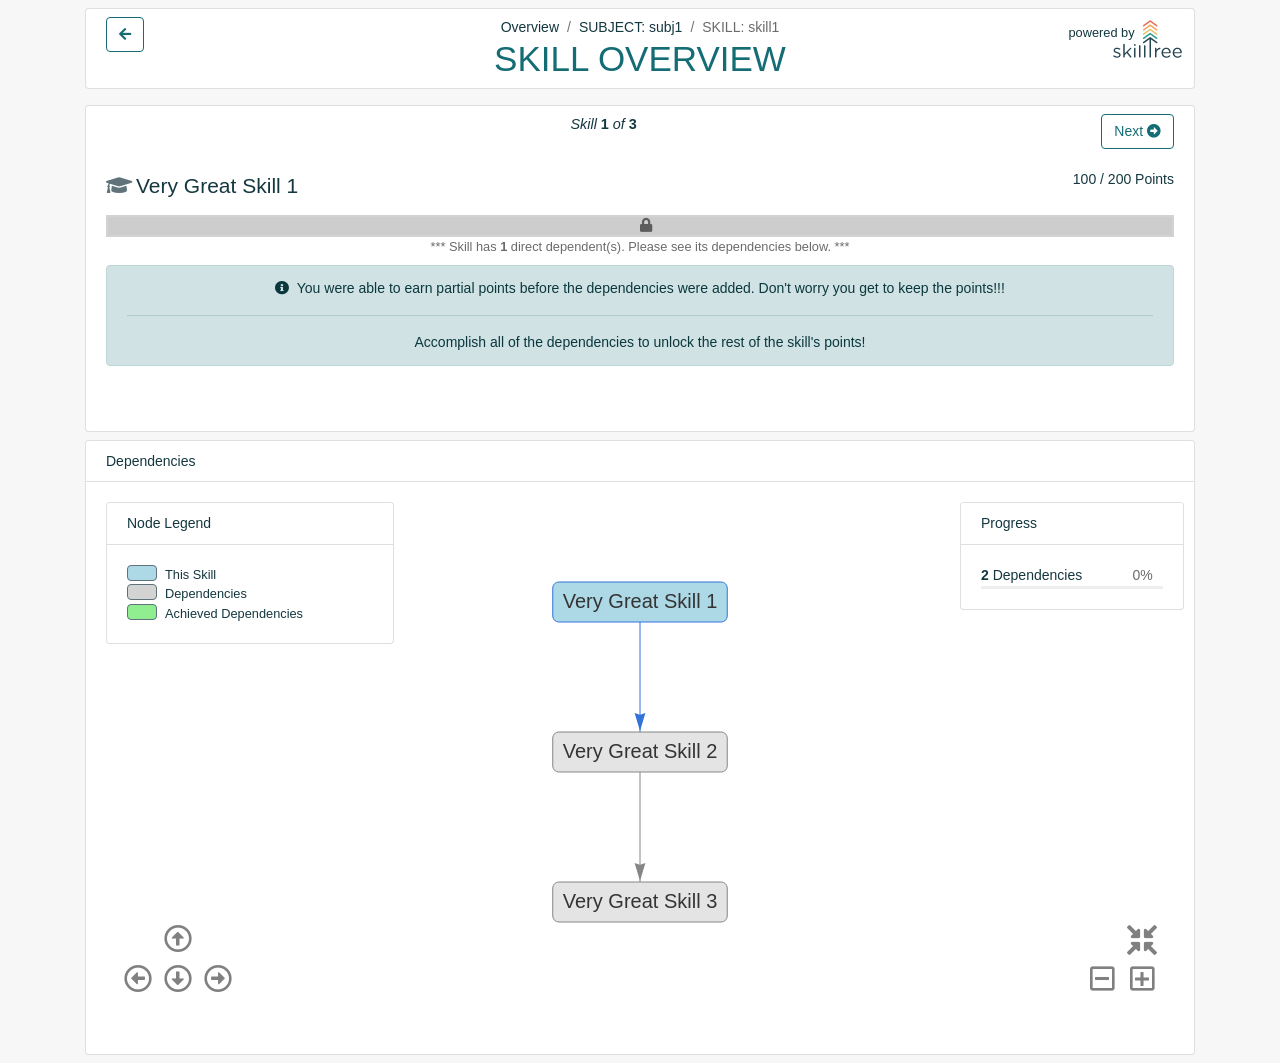 Overview / SUBJECT: subj1 / SKILL: skill1
SKILL OVERVIEW
powered by
skilltree
Skill 1 of 3
Next
Very Great Skill 1
100 / 200 Points
*** Skill has 1 direct dependent(s). Please see its dependencies below. ***
You were able to earn partial points before the dependencies were added. Don't worry you get to keep the points!!!
Accomplish all of the dependencies to unlock the rest of the skill's points!
Dependencies
Node Legend
This Skill
Dependencies
Achieved Dependencies
Progress
2 Dependencies 0%
Very Great Skill 1
Very Great Skill 2
Very Great Skill 3